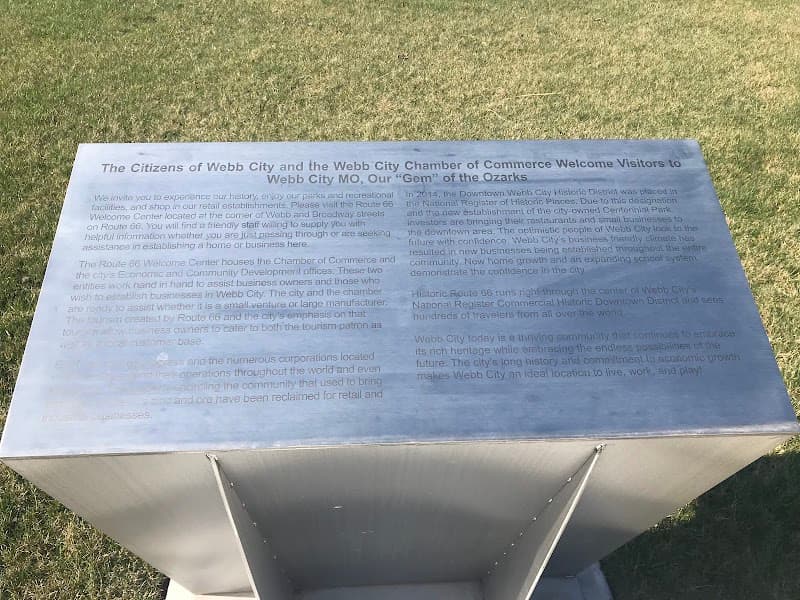 The Citizens of Webb City and the Webb City Chamber of Commerce Welcome Visitors to
Webb City MO, Our "Gem" of the Ozarks
We invite you to experience our history, enjoy our parks and recreational
facilities, and shop in our retail establishments. Please visit the Route 66
Welcome Center located at the corner of Webb and Broadway streets
on Route 66. You will find a friendly staff willing to supply you with
helpful information whether you are just passing through or are seeking
assistance in establishing a home or business here.
The Route 66 Welcome Center houses the Chamber of Commerce and
the city's Economic and Community Development offices. These two
entities work hand in hand to assist business owners and those who
wish to establish businesses in Webb City. The city and the chamber
are ready to assist whether it is a small venture or large manufacturer.
The tourism created by Route 66 and the city's emphasis on that
business owners to cater to both the tourism patron as
customer base.
and the numerous corporations located
operations throughout the world and even
the community that used to bring
and ore have been reclaimed for retail and
businesses.
In 2014, the Downtown Webb City Historic District was placed in
the National Register of Historic Places. Due to this designation
and the new establishment of the city-owned Centennial Park,
investors are bringing their restaurants and small businesses to
the downtown area. The optimistic people of Webb City look to the
future with confidence. Webb City's business friendly climate has
resulted in new businesses being established throughout the entire
community. New home growth and an expanding school system
demonstrate the confidence in the city.
Historic Route 66 runs right through the center of Webb City's
National Register Commercial Historic Downtown District and sees
hundreds of travelers from all over the world.
Webb City today is a thriving community that continues to embrace
its rich heritage while embracing the endless possibilities of the
future. The city's long history and commitment to economic growth
makes Webb City an ideal location to live, work, and play!